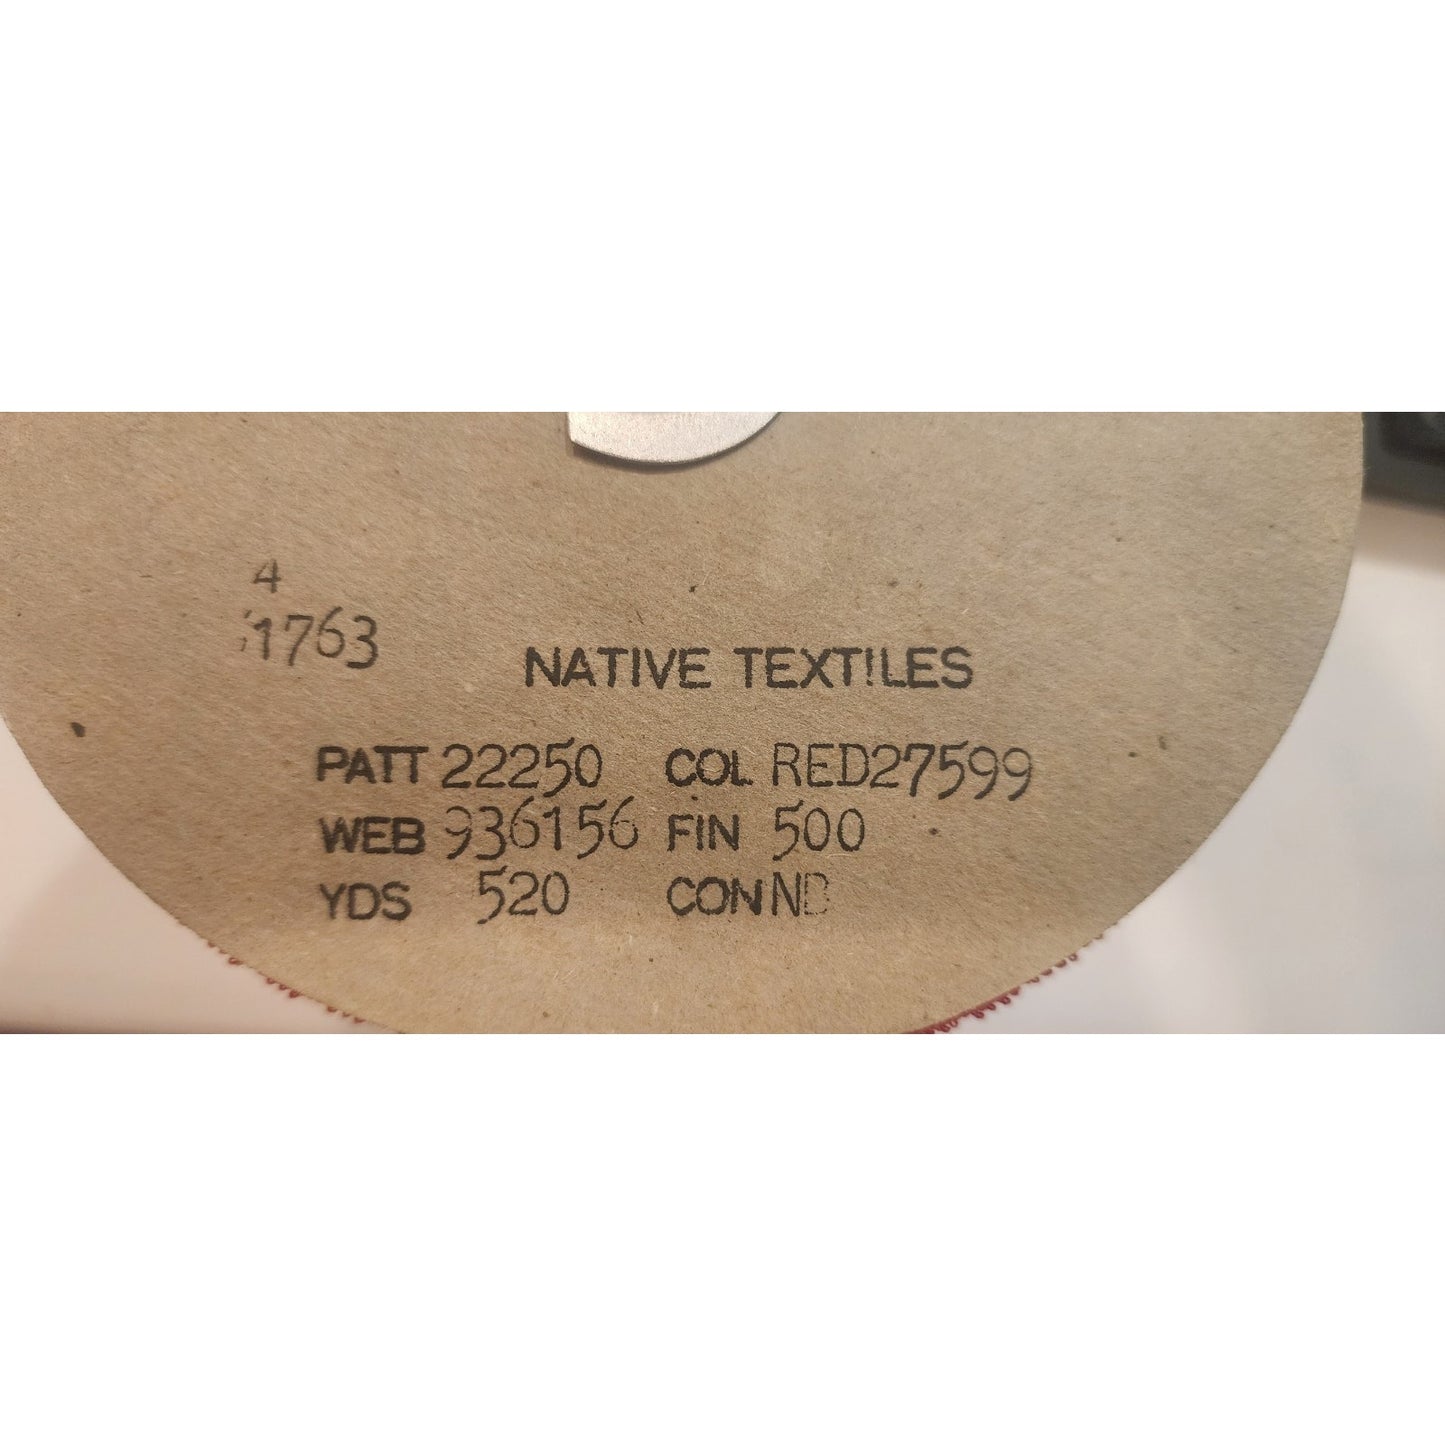 4
1763
NATIVE TEXTILES
PATT 22250 COL RED27599
WEB 936156 FIN 500
YDS 520 CON ND